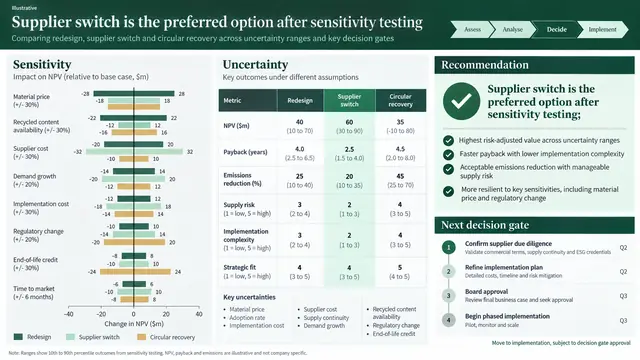 Illustrative
Supplier switch is the preferred option after sensitivity testing
Comparing redesign, supplier switch and circular recovery across uncertainty ranges and key decision gates
Assess
Analyse
Decide
Implement
Sensitivity
Impact on NPV (relative to base case, $m)
Material price
(+/- 30%)
-28
28
-18
18
-18
16
Recycled content
availability (+/- 30%)
-20
22
-12
12
-16
16
Supplier cost
(+/- 30%)
-18
20
-32
32
-10
10
Demand growth
(+/- 20%)
-14
14
-20
20
-12
14
Implementation cost
(+/- 30%)
-12
12
-18
16
-14
14
Regulatory change
(+/- 20%)
-10
10
-14
14
-20
19
End-of-life credit
(+/- 30%)
-8
8
-10
10
-24
24
Time to market
(+/- 6 months)
-6
6
-10
10
-8
8
-40
-20
0
20
40
Change in NPV ($m)
Redesign
Supplier switch
Circular recovery
Uncertainty
Key outcomes under different assumptions
Metric
Redesign
Supplier
switch
Circular
recovery
NPV ($m)
40
(10 to 70)
60
(30 to 90)
35
(-10 to 80)
Payback (years)
4.0
(2.5 to 6.5)
2.5
(1.5 to 4.0)
4.5
(2.0 to 8.0)
Emissions
reduction (%)
25
(10 to 40)
20
(10 to 35)
45
(25 to 70)
Supply risk
(1 = low, 5 = high)
3
(2 to 4)
2
(1 to 3)
4
(3 to 5)
Implementation
complexity
(1 = low, 5 = high)
3
(2 to 4)
2
(1 to 3)
4
(3 to 5)
Strategic fit
(1 = low, 5 = high)
4
(3 to 5)
4
(3 to 5)
5
(4 to 5)
Key uncertainties
• Material price
• Adoption rate
• Implementation cost
• Supplier cost
• Supply continuity
• Demand growth
• Recycled content
availability
• Regulatory change
• End-of-life credit
Recommendation
Supplier switch is the
preferred option after
sensitivity testing;
Highest risk-adjusted value across uncertainty ranges
Faster payback with lower implementation complexity
Acceptable emissions reduction with manageable
supply risk
More resilient to key sensitivities, including material
price and regulatory change
Next decision gate
1
Confirm supplier due diligence
Validate commercial terms, supply continuity and ESG credentials
Q2
2
Refine implementation plan
Detailed costs, timeline and risk mitigation
Q2
3
Board approval
Review final business case and seek approval
Q3
4
Begin phased implementation
Pilot, monitor and scale
Q3
Move to implementation, subject to decision gate approval
Note: Ranges show 10th to 90th percentile outcomes from sensitivity testing. NPV, payback and emissions are illustrative and not company specific.